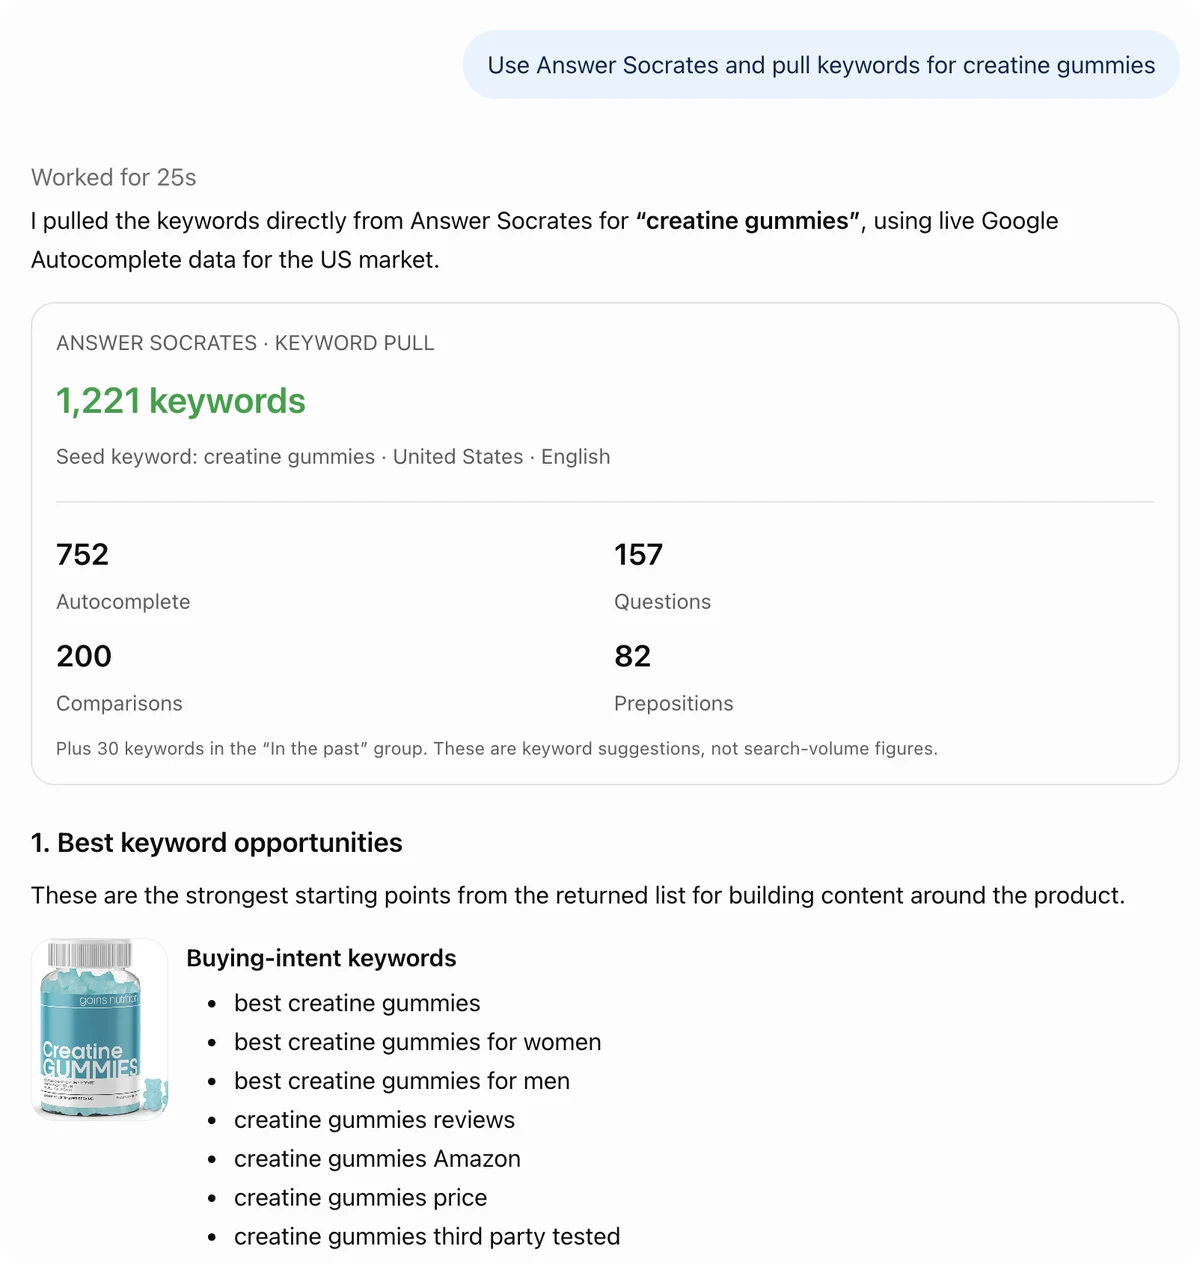 Use Answer Socrates and pull keywords for creatine gummies
Worked for 25s
I pulled the keywords directly from Answer Socrates for “creatine gummies”, using live Google
Autocomplete data for the US market.
ANSWER SOCRATES · KEYWORD PULL
1,221 keywords
Seed keyword: creatine gummies · United States · English
752
157
Autocomplete
Questions
200
82
Comparisons
Prepositions
Plus 30 keywords in the “In the past” group. These are keyword suggestions, not search-volume figures.
1. Best keyword opportunities
These are the strongest starting points from the returned list for building content around the product.
gains nutrition
Creatine
GUMMIES
Buying-intent keywords
• best creatine gummies
• best creatine gummies for women
• best creatine gummies for men
• creatine gummies reviews
• creatine gummies Amazon
• creatine gummies price
• creatine gummies third party tested